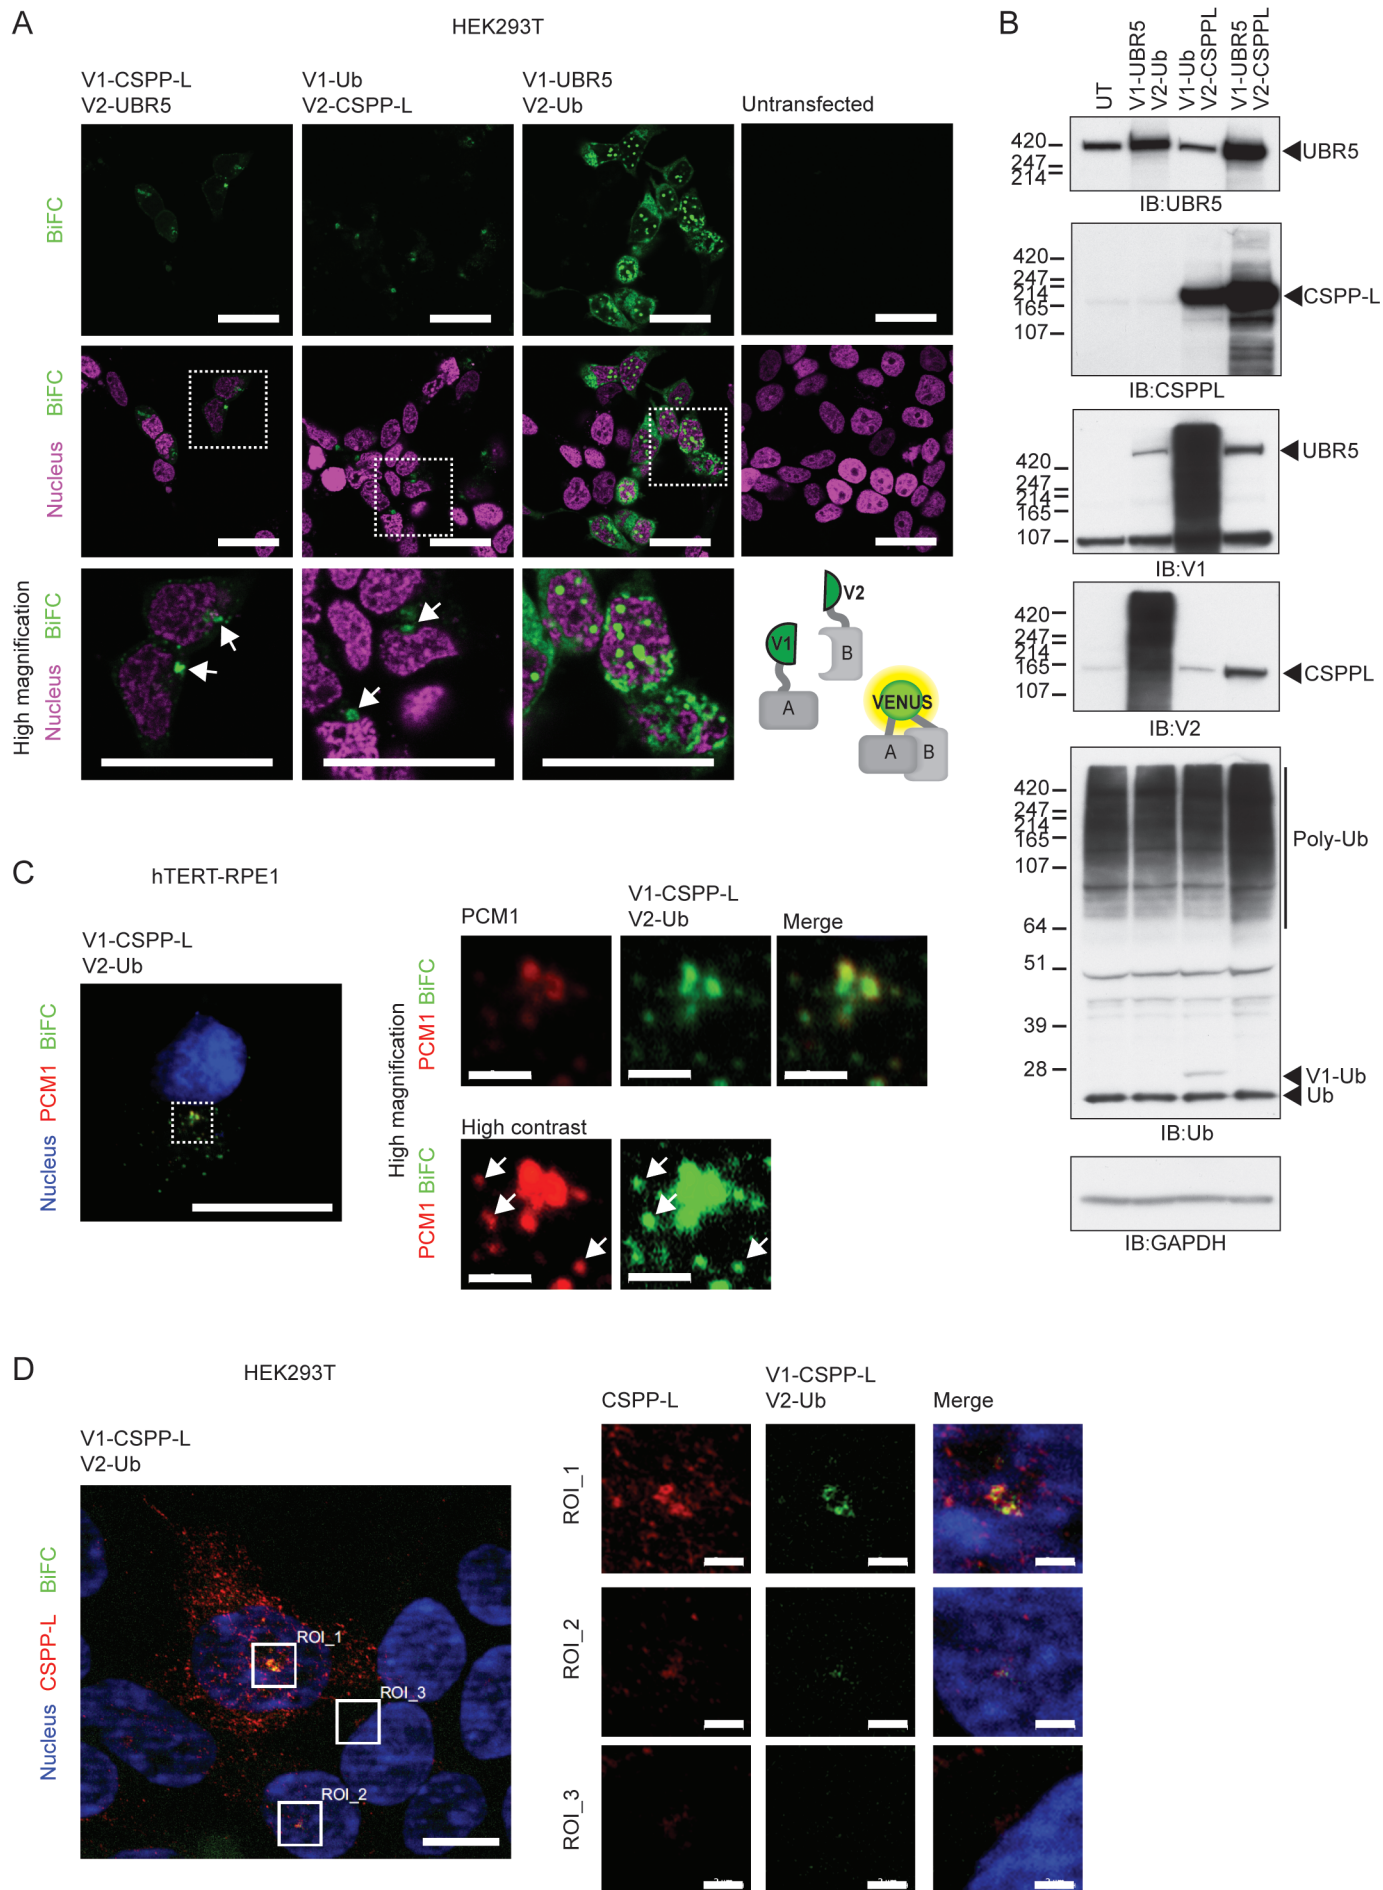 A
HEK293T
V1-CSPP-L
V2-UBR5
V1-Ub
V2-CSPP-L
V1-UBR5
V2-Ub
Untransfected
BiFC
Nucleus BiFC
High magnification
Nucleus BiFC
V1
A
V2
B
VENUS
A B
B
UT
V1-UBR5
V2-Ub
V1-Ub
V2-CSPPL
V1-UBR5
V2-CSPPL
420
247
214
UBR5
IB:UBR5
420
247
214
165
107
CSPP-L
IB:CSPPL
420
247
214
165
107
UBR5
IB:V1
420
247
214
165
107
CSPPL
IB:V2
420
247
214
165
107
64
51
39
28
Poly-Ub
V1-Ub
Ub
IB:Ub
IB:GAPDH
C
hTERT-RPE1
V1-CSPP-L
V2-Ub
Nucleus PCM1 BiFC
High magnification
PCM1
V1-CSPP-L
V2-Ub
Merge
PCM1 BiFC
High contrast
PCM1 BiFC
D
HEK293T
V1-CSPP-L
V2-Ub
Nucleus CSPP-L BiFC
ROI_1
ROI_3
ROI_2
CSPP-L
V1-CSPP-L
V2-Ub
Merge
ROI_1
ROI_2
ROI_3